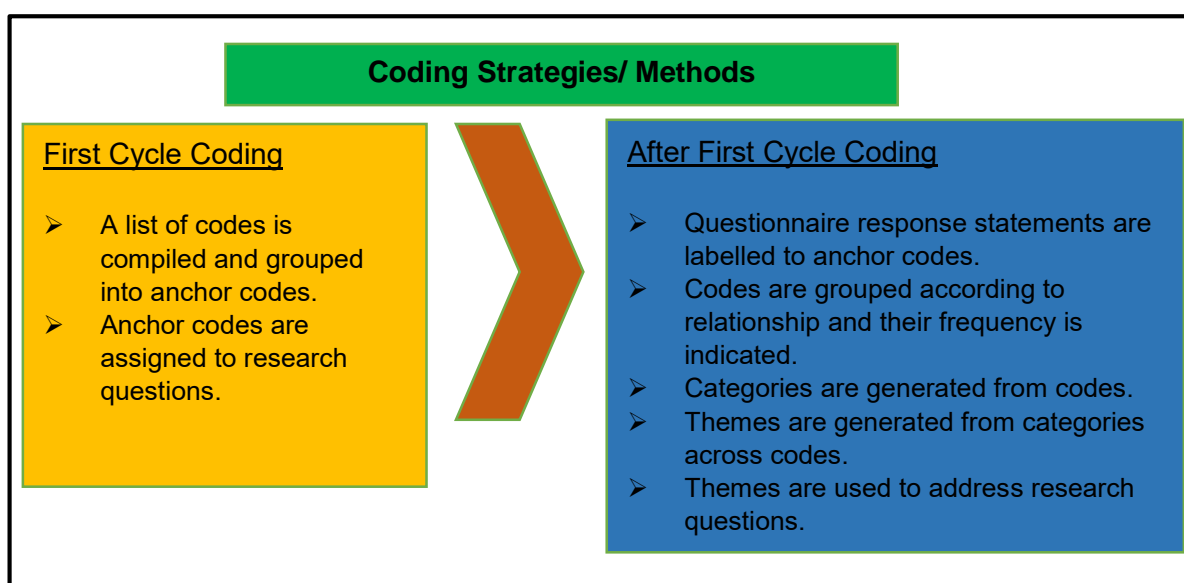 Coding Strategies/ Methods
First Cycle Coding
➢ A list of codes is
compiled and grouped
into anchor codes.
➢ Anchor codes are
assigned to research
questions.
After First Cycle Coding
➢ Questionnaire response statements are
labelled to anchor codes.
➢ Codes are grouped according to
relationship and their frequency is
indicated.
➢ Categories are generated from codes.
➢ Themes are generated from categories
across codes.
➢ Themes are used to address research
questions.